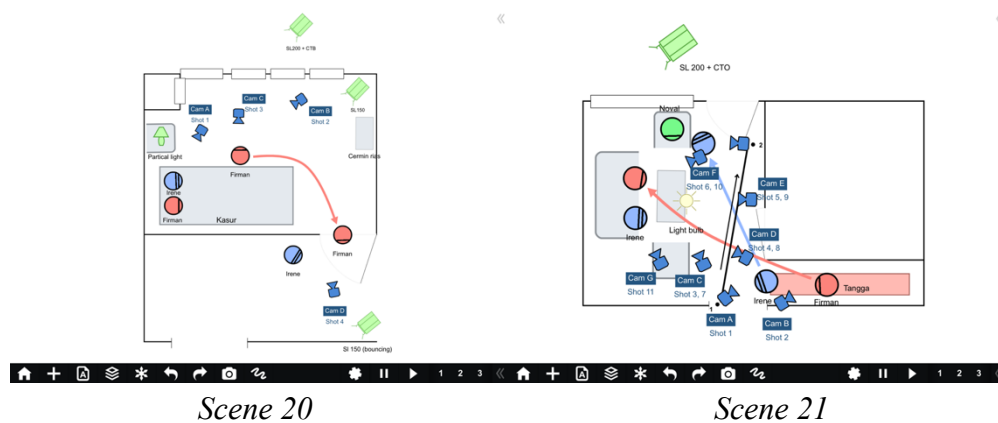 SL200 + CTB
Cam A
Shot 1
Cam C
Shot 3
Cam B
Shot 2
SL150
Partical light
Cermin rias
Firman
Irene
Firman
Kasur
Firman
Irene
Cam D
Shot 4
Sl 150 (bouncing)
A
1 2 3
Scene 20
SL 200 + CTO
Noval
2
Cam F
Shot 6, 10
Cam E
Shot 5, 9
Irene
Light bulb
Cam D
Shot 4, 8
Cam G
Shot 11
Cam C
Shot 3, 7
Tangga
Irene
Firman
1
Cam A
Shot 1
Cam B
Shot 2
A
1 2 3
Scene 21